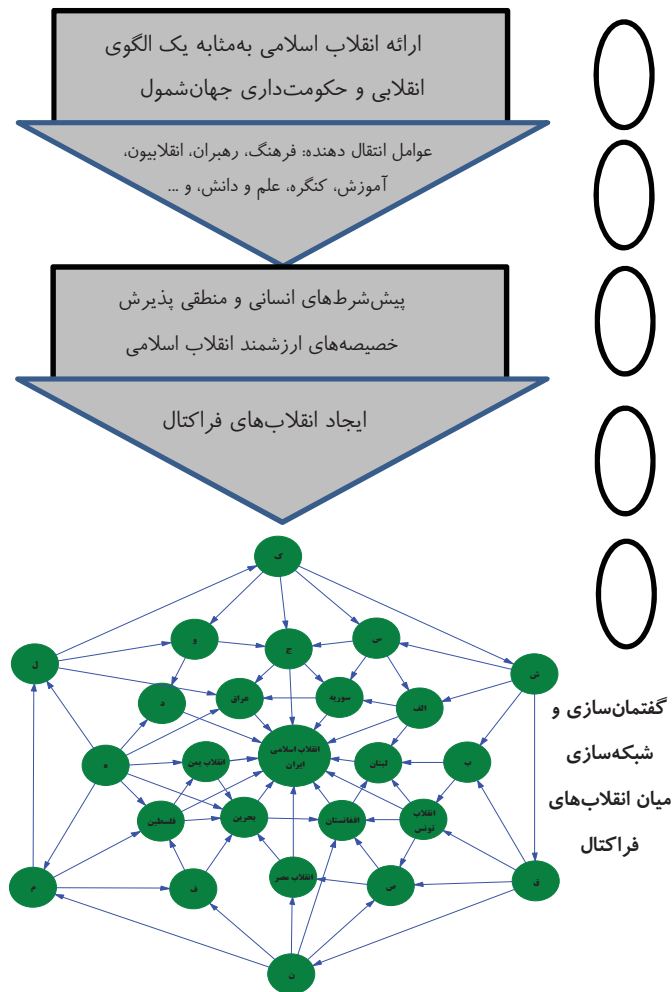 ارائه انقلاب اسلامی به‌مثابه یک الگوی
انقلابی و حکومت‌داری جهان‌شمول
عوامل انتقال دهنده: فرهنگ، رهبران، انقلابیون،
آموزش، کنگره، علم و دانش، و ...
پیش‌شرط‌های انسانی و منطقی پذیرش
خصیصه‌های ارزشمند انقلاب اسلامی
ایجاد انقلاب‌های فراکتال
ک
س
و
ج
ل
ش
سوریه
عراق
د
الف
گفتمان‌سازی و
شبکه‌سازی
میان انقلاب‌های
فراکتال
انقلاب اسلامی
ایران
لبنان
انقلاب یمن
ب
ه
انقلاب
تونس
افغانستان
بحرین
فلسطین
انقلاب مصر
ص
ف
ق
م
ن